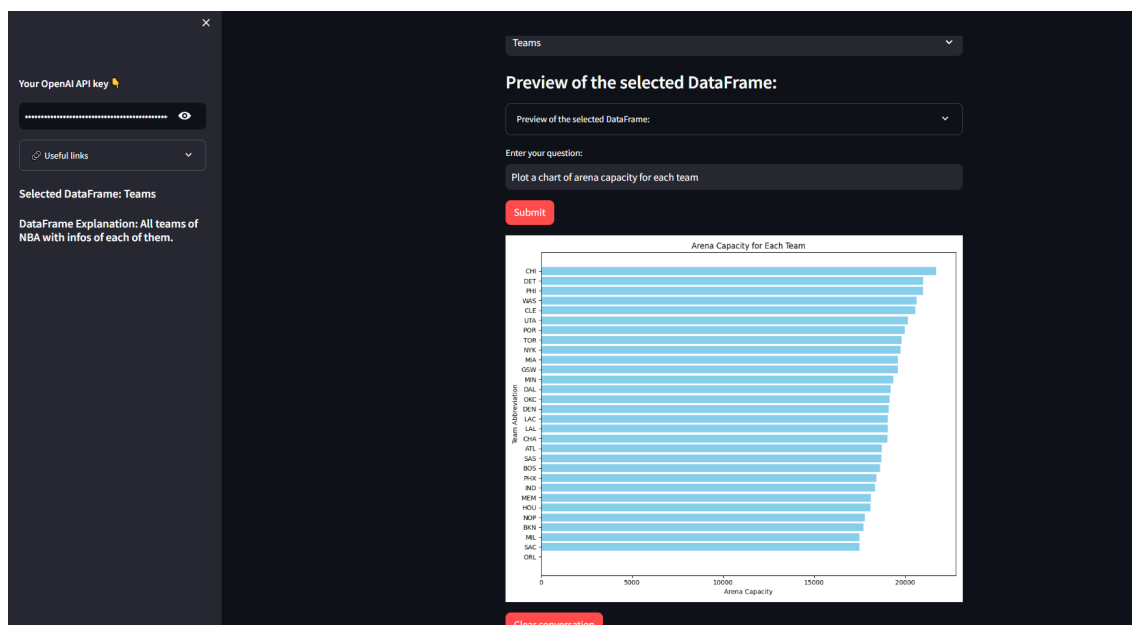 Your OpenAI API key 👇
Useful links
Selected DataFrame: Teams
DataFrame Explanation: All teams of
NBA with infos of each of them.
Teams
Preview of the selected DataFrame:
Preview of the selected DataFrame:
Enter your question:
Plot a chart of arena capacity for each team
Submit
Arena Capacity for Each Team
Team Abbreviation
CHI
DET
PHI
WAS
CLE
UTA
POR
TOR
NYK
MIA
GSW
MIN
DAL
OKC
DEN
LAC
LAL
CHA
ATL
SAS
BOS
PHX
IND
MEM
HOU
NOP
BKN
MIL
SAC
ORL
0 5000 10000 15000 20000
Arena Capacity
Clear conversation